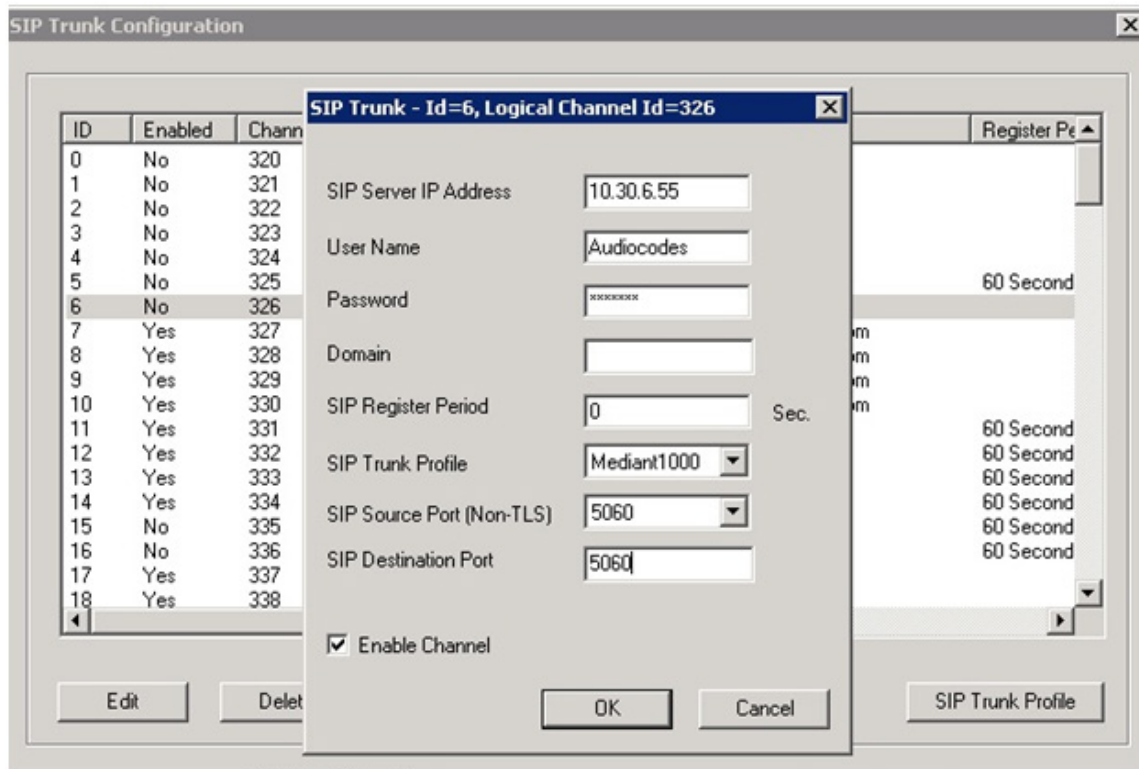 SIP Trunk Configuration
SIP Trunk - Id=6, Logical Channel Id=326
ID Enabled Chann Register Pe
0 No 320
1 No 321
2 No 322
3 No 323
4 No 324
5 No 325 60 Second
6 No 326
7 Yes 327 om
8 Yes 328 om
9 Yes 329 om
10 Yes 330 om
11 Yes 331 60 Second
12 Yes 332 60 Second
13 Yes 333 60 Second
14 Yes 334 60 Second
15 No 335 60 Second
16 No 336 60 Second
17 Yes 337
18 Yes 338
SIP Server IP Address 10.30.6.55
User Name Audiocodes
Password xxxxxxx
Domain
SIP Register Period 0 Sec.
SIP Trunk Profile Mediant1000
SIP Source Port (Non-TLS) 5060
SIP Destination Port 5060
Enable Channel
OK Cancel
Edit Delet SIP Trunk Profile